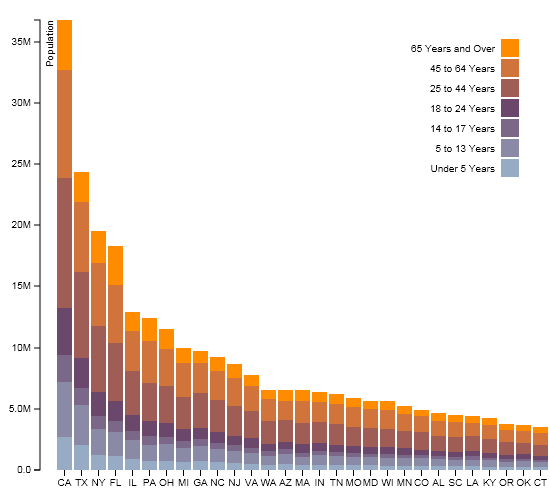 Population
35M
30M
25M
20M
15M
10M
5.0M
0.0
65 Years and Over
45 to 64 Years
25 to 44 Years
18 to 24 Years
14 to 17 Years
5 to 13 Years
Under 5 Years
CA TX NY FL IL PA OH MI GA NC NJ VA WA AZ MA IN TN MO MD WI MN CO AL SC LA KY OR OK CT